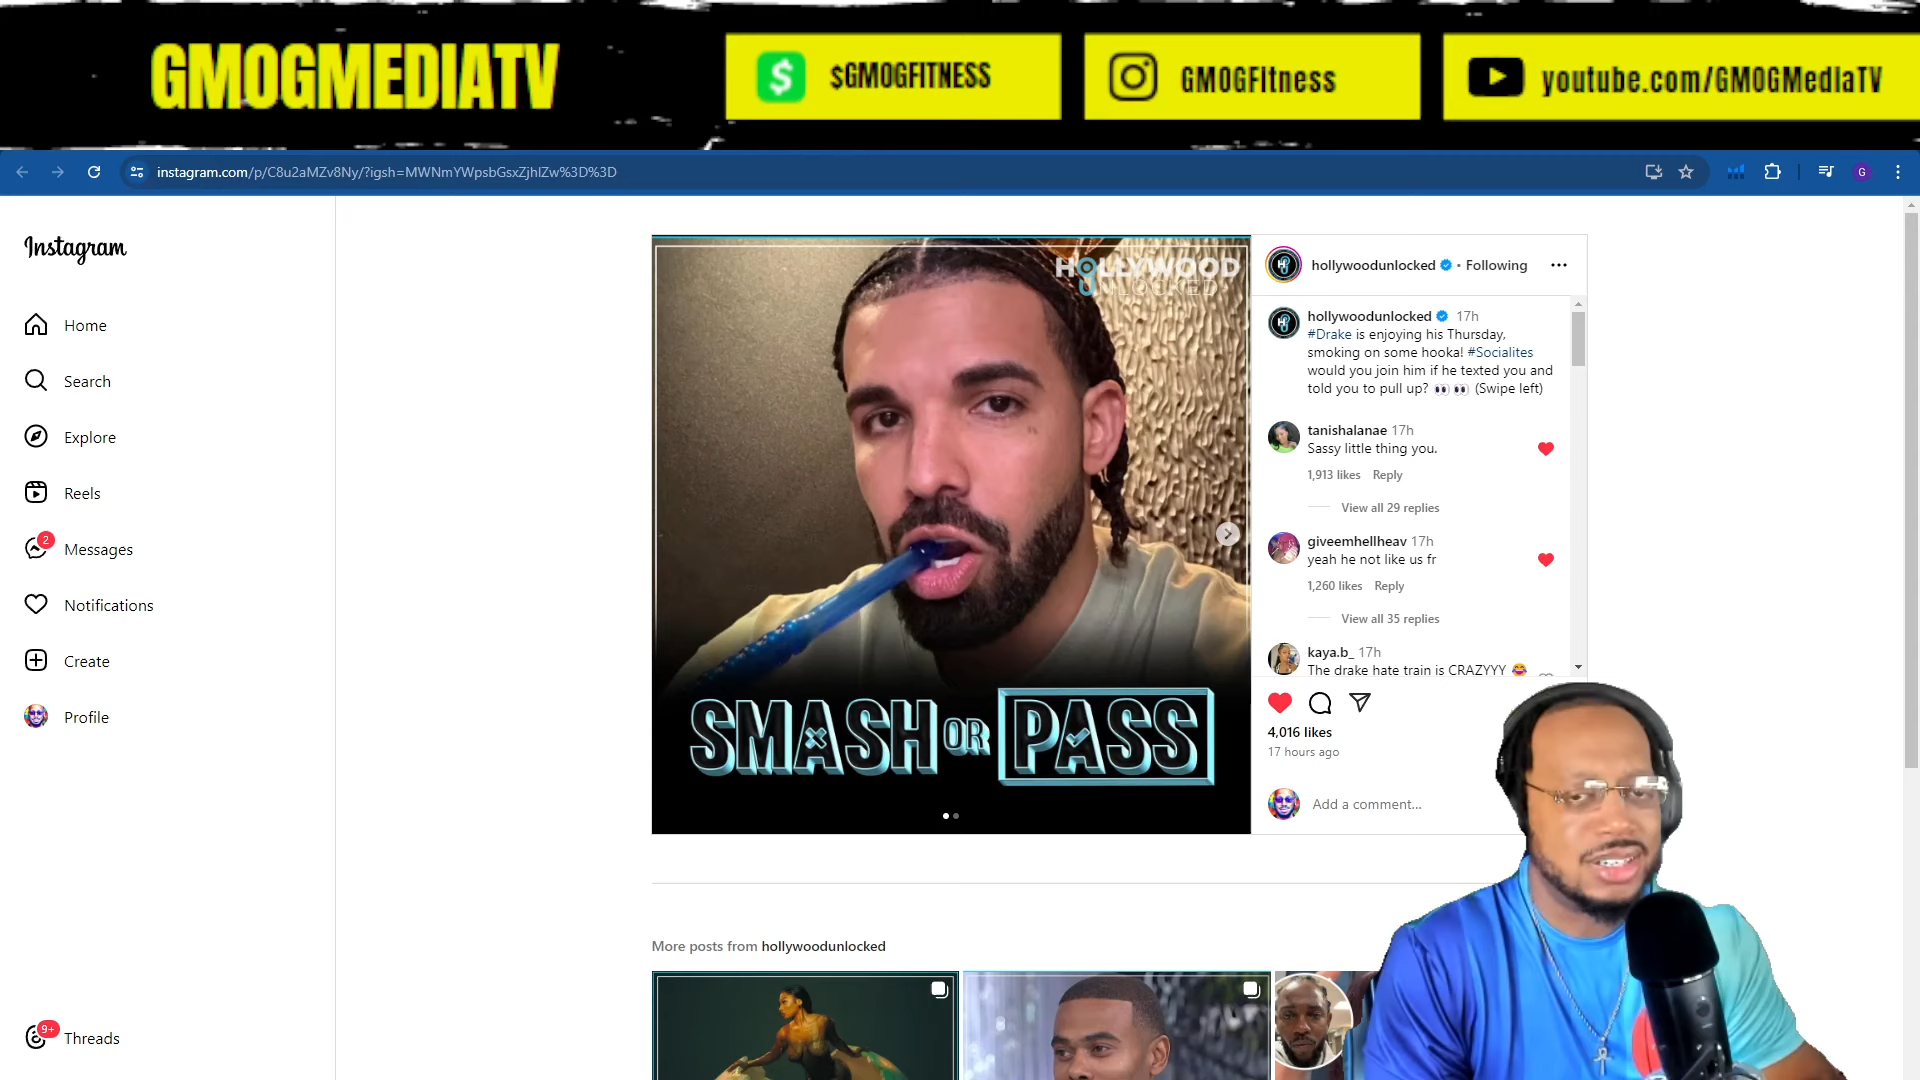 GMOGMEDIATV
$GMOGFITNESS
GMOGFitness
youtube.com/GMOGMediaTV
instagram.com/p/C8u2aMZv8Ny/?igsh=MWNmYWpsbGsxZjhlZw%3D%3D
G
Instagram
Home
Search
Explore
Reels
2
Messages
Notifications
Create
Profile
9+
Threads
HOLLYWOOD
UNLOCKED
SMASH OR PASS
hollywoodunlocked • Following
hollywoodunlocked 17h
#Drake is enjoying his Thursday,
smoking on some hooka! #Socialites
would you join him if he texted you and
told you to pull up? 👀 👀 (Swipe left)
tanishalanae 17h
Sassy little thing you.
1,913 likes Reply
View all 29 replies
giveemhellheav 17h
yeah he not like us fr
1,260 likes Reply
View all 35 replies
kaya.b_ 17h
The drake hate train is CRAZYYY 😂
4,016 likes
17 hours ago
Add a comment...
More posts from hollywoodunlocked